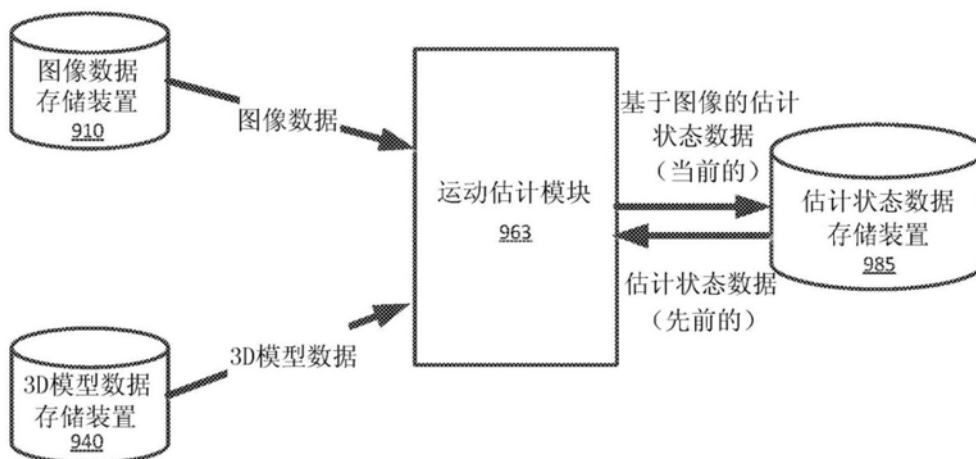 图像数据
存储装置
910
图像数据
基于图像的估计
状态数据
（当前的）
运动估计模块
963
估计状态数据
存储装置
985
估计状态数据
（先前的）
3D模型数据
3D模型数据
存储装置
940